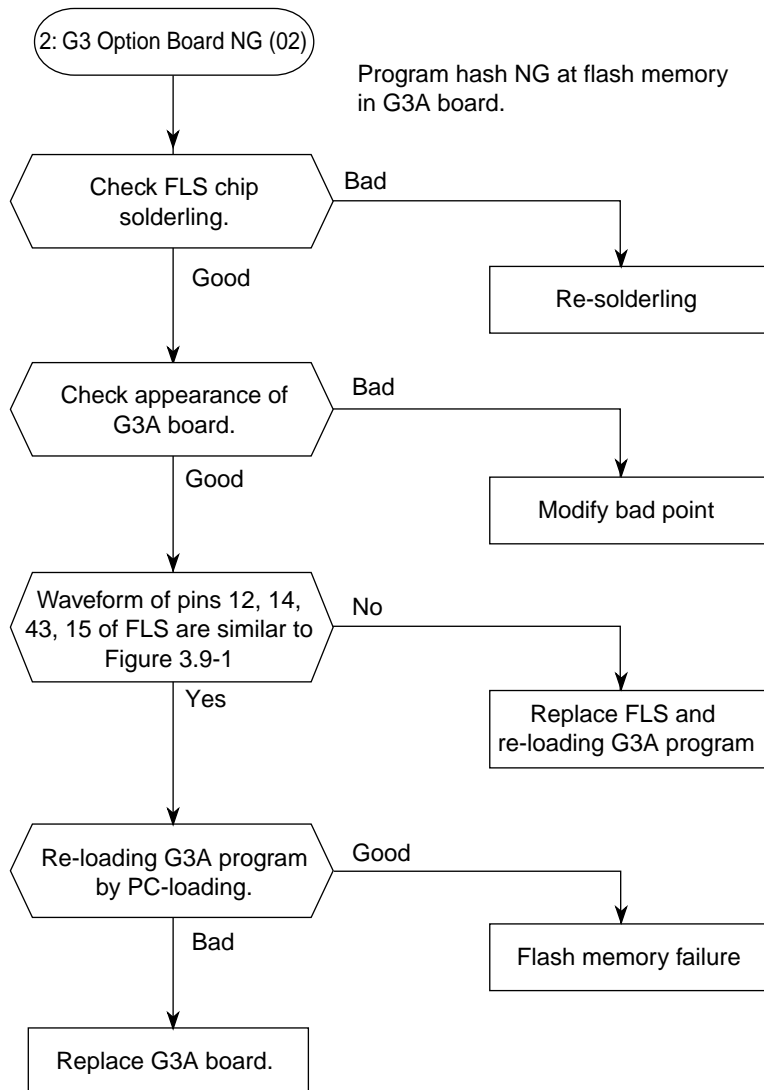 2: G3 Option Board NG (02)
Program hash NG at flash memory
in G3A board.
Check FLS chip
solderling.
Bad
Good
Re-solderling
Check appearance of
G3A board.
Bad
Good
Modify bad point
Waveform of pins 12, 14,
43, 15 of FLS are similar to
Figure 3.9-1
No
Yes
Replace FLS and
re-loading G3A program
Re-loading G3A program
by PC-loading.
Good
Bad
Flash memory failure
Replace G3A board.